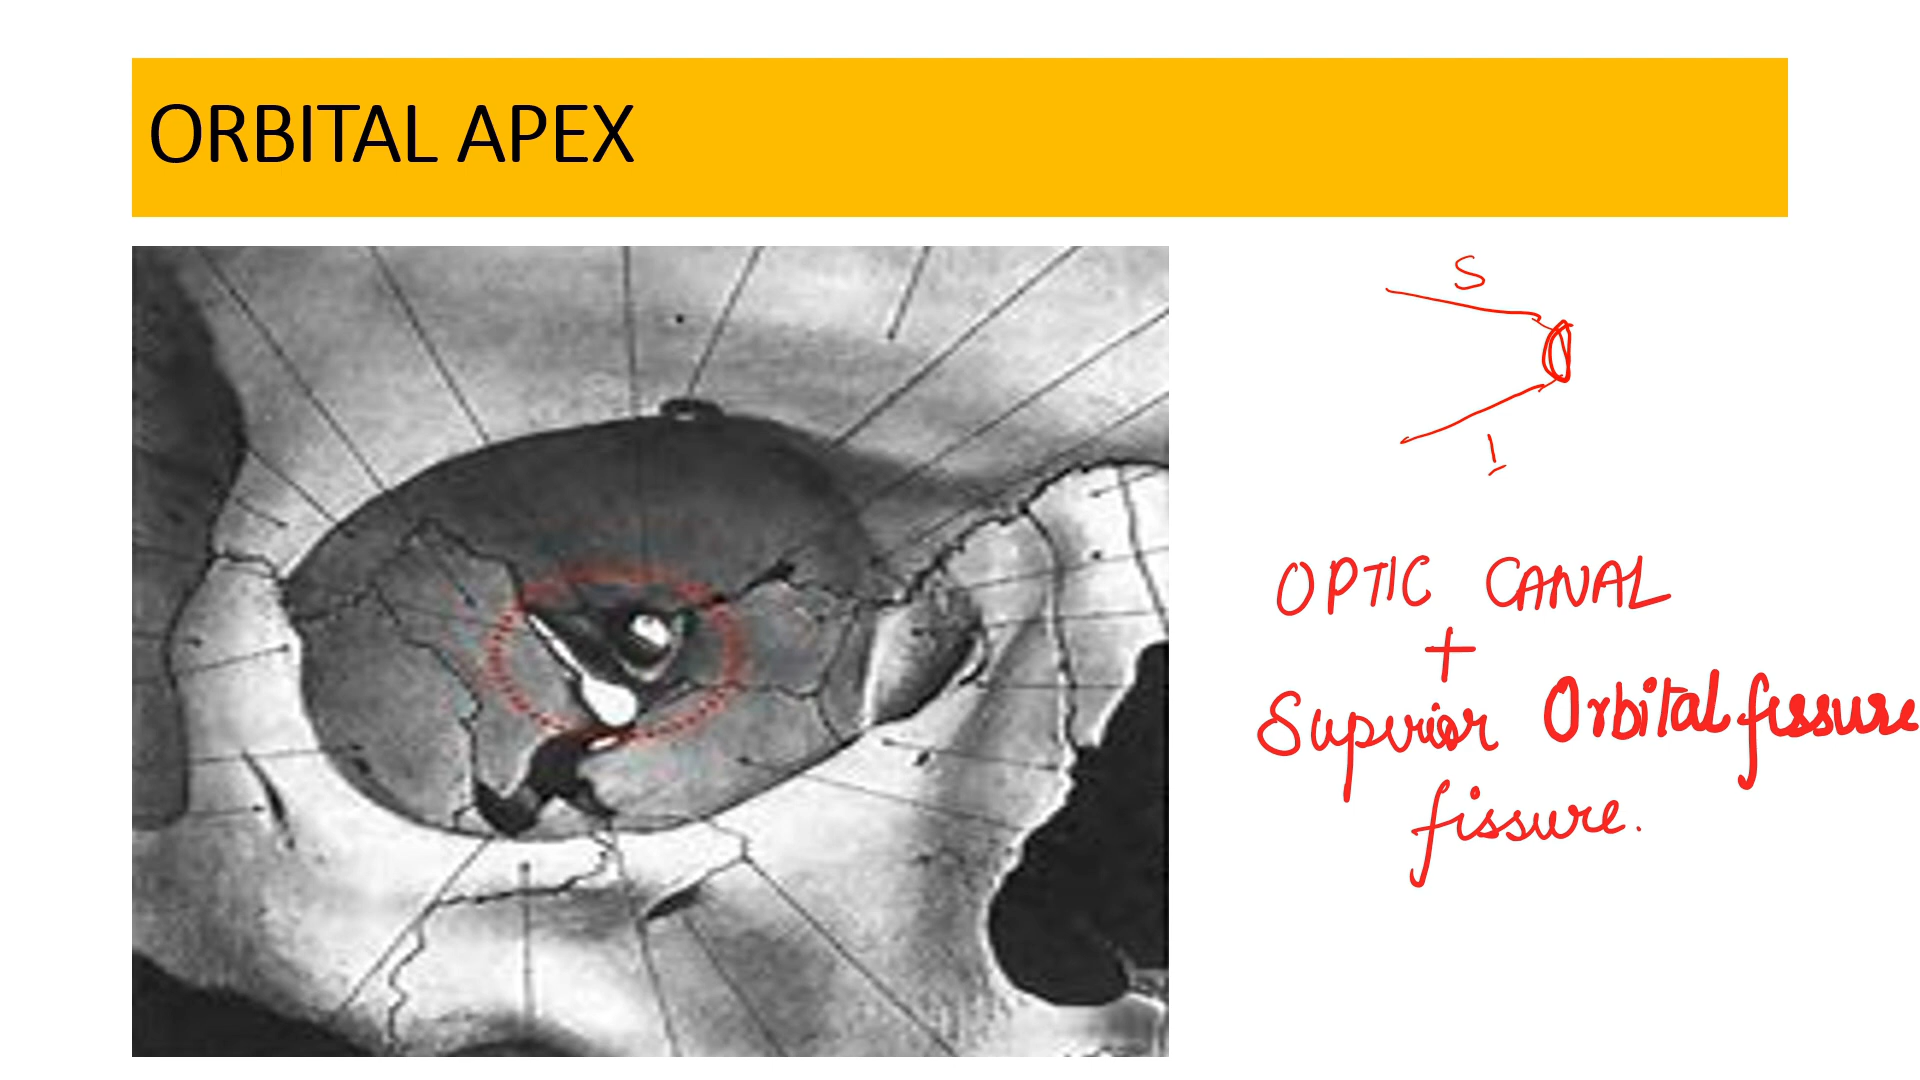 ORBITAL APEX
S
I
OPTIC CANAL
+
Superior Orbital fissure
fissure.